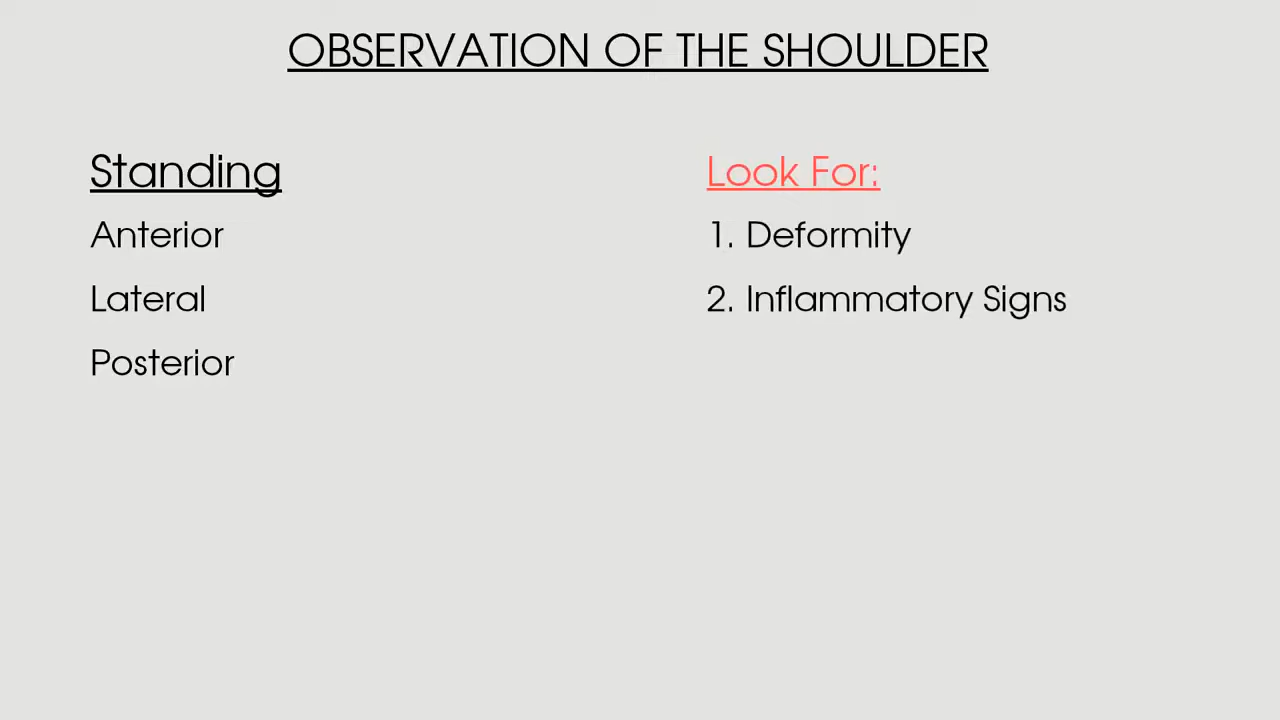 OBSERVATION OF THE SHOULDER
Standing
Anterior
Lateral
Posterior
Look For:
1. Deformity
2. Inflammatory Signs